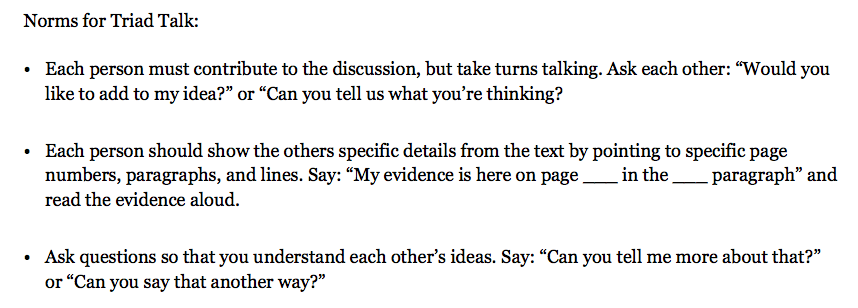 Norms for Triad Talk:
• Each person must contribute to the discussion, but take turns talking. Ask each other: “Would you
like to add to my idea?” or “Can you tell us what you’re thinking?
• Each person should show the others specific details from the text by pointing to specific page
numbers, paragraphs, and lines. Say: “My evidence is here on page ____ in the ____ paragraph” and
read the evidence aloud.
• Ask questions so that you understand each other’s ideas. Say: “Can you tell me more about that?”
or “Can you say that another way?”